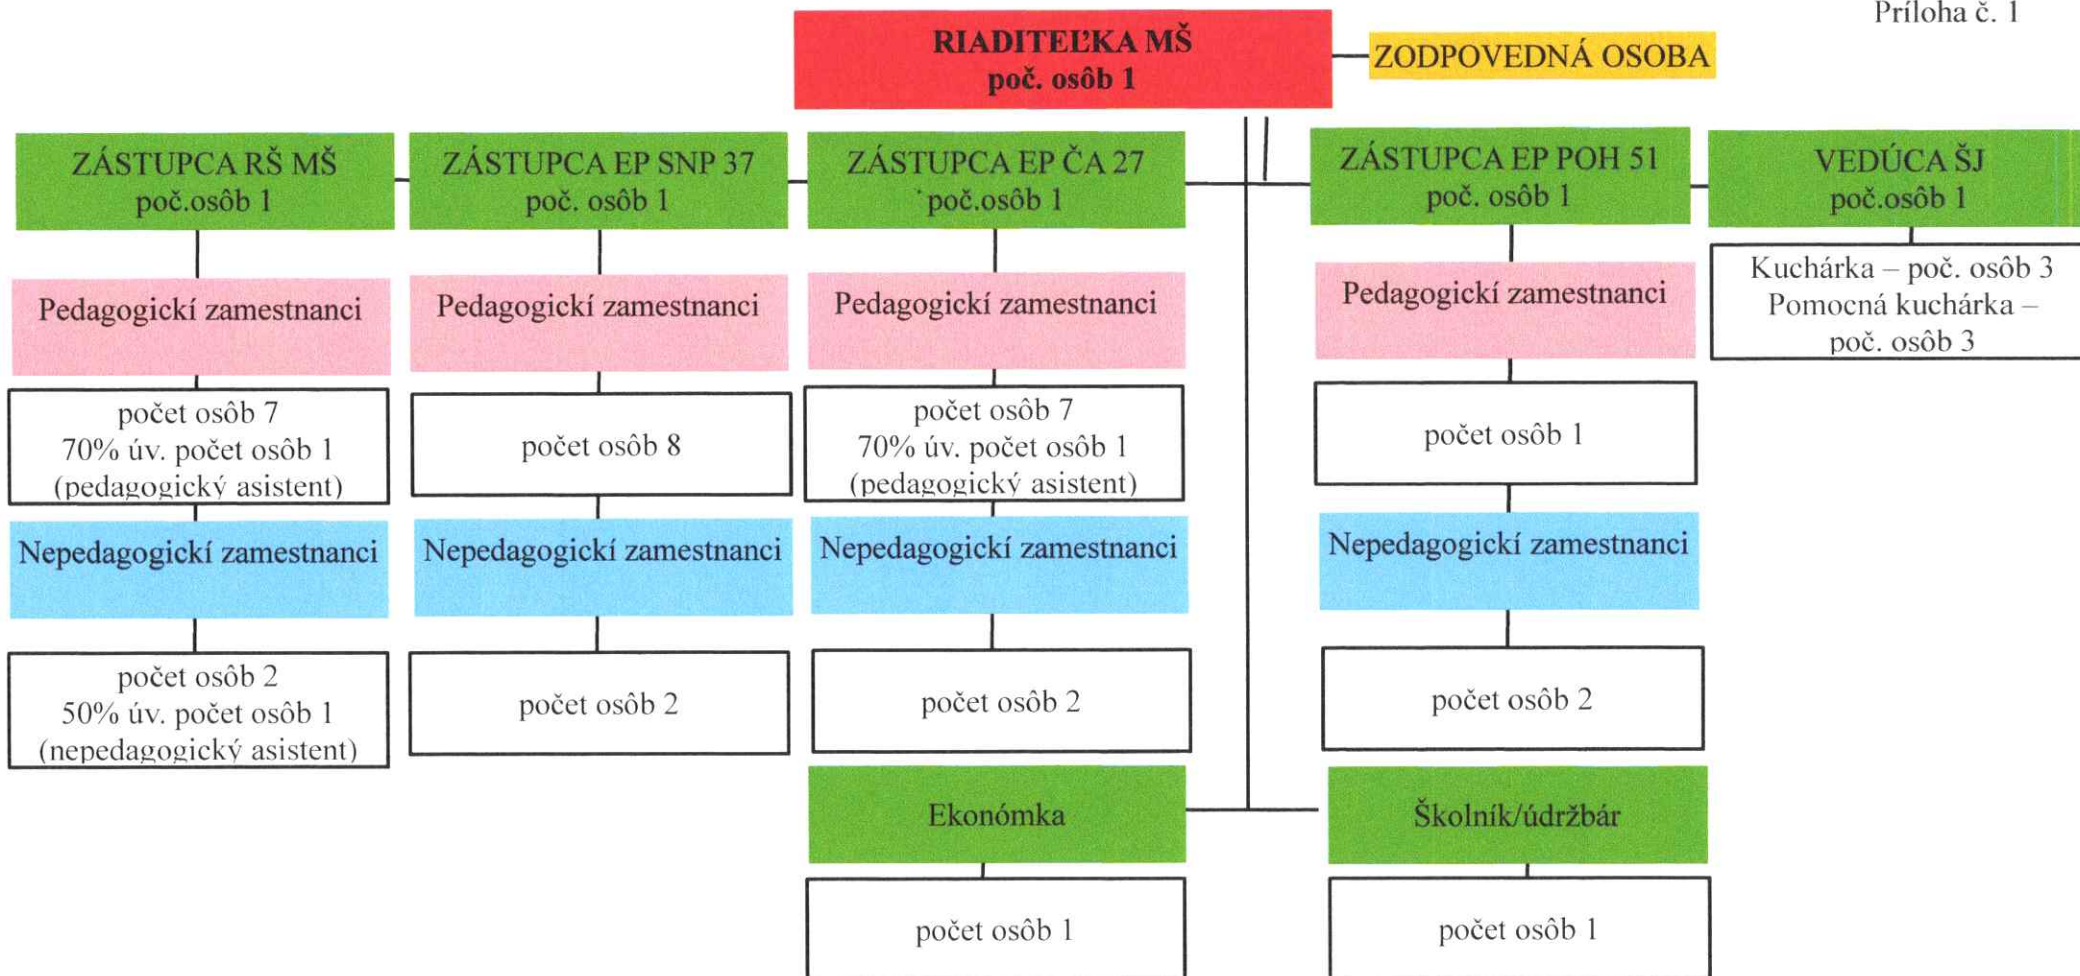 Príloha č. 1
RIADITEĽKA MŠ
poč. osôb 1
ZODPOVEDNÁ OSOBA
ZÁSTUPCA RŠ MŠ
poč.osôb 1
ZÁSTUPCA EP SNP 37
poč. osôb 1
ZÁSTUPCA EP ČA 27
poč.osôb 1
ZÁSTUPCA EP POH 51
poč. osôb 1
VEDÚCA ŠJ
poč.osôb 1
Pedagogickí zamestnanci
Pedagogickí zamestnanci
Pedagogickí zamestnanci
Pedagogickí zamestnanci
Kuchárka – poč. osôb 3
Pomocná kuchárka –
poč. osôb 3
počet osôb 7
70% úv. počet osôb 1
(pedagogický asistent)
počet osôb 8
počet osôb 7
70% úv. počet osôb 1
(pedagogický asistent)
počet osôb 1
Nepedagogickí zamestnanci
Nepedagogickí zamestnanci
Nepedagogickí zamestnanci
Nepedagogickí zamestnanci
počet osôb 2
50% úv. počet osôb 1
(nepedagogický asistent)
počet osôb 2
počet osôb 2
počet osôb 2
Ekonómka
Školník/údržbár
počet osôb 1
počet osôb 1